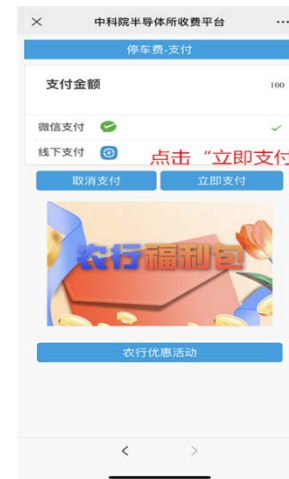 中科院半导体所收费平台
停车费-支付
支付金额 100
微信支付
线下支付
点击“立即支付
取消支付 立即支付
农行福利包
农行优惠活动